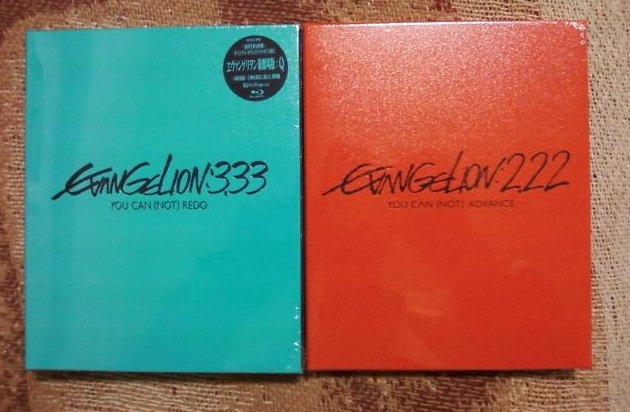 ヱヴァンゲリヲン新劇場版:Q
EVANGELION:3.33
YOU CAN (NOT) REDO.
EVANGELION:2.22
YOU CAN (NOT) ADVANCE.